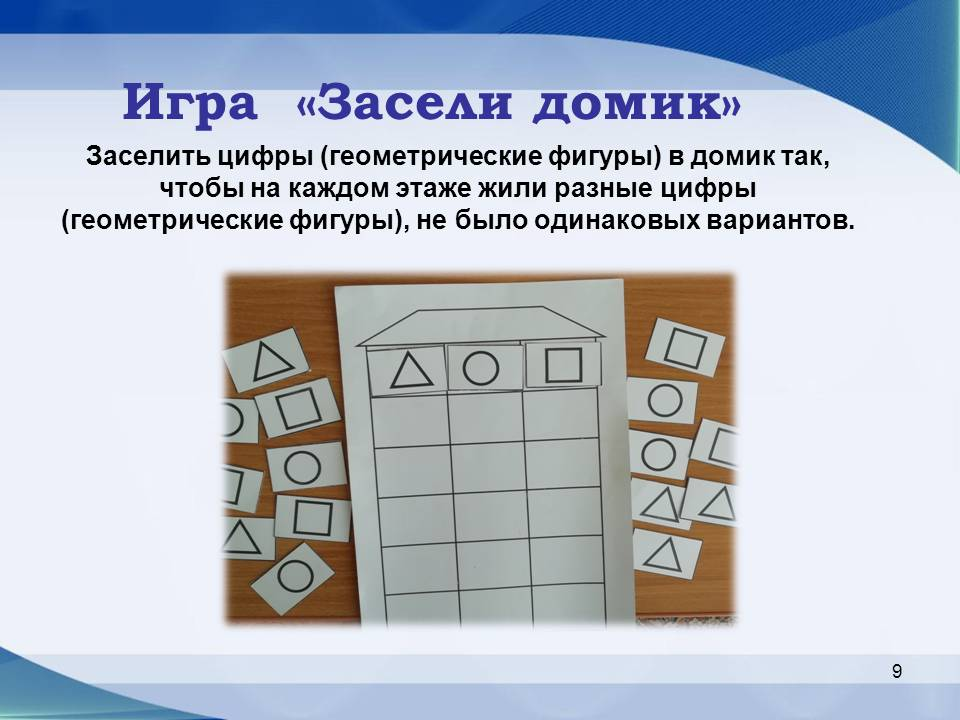 Игра «Засели домик»
Заселить цифры (геометрические фигуры) в домик так,
чтобы на каждом этаже жили разные цифры
(геометрические фигуры), не было одинаковых вариантов.
9